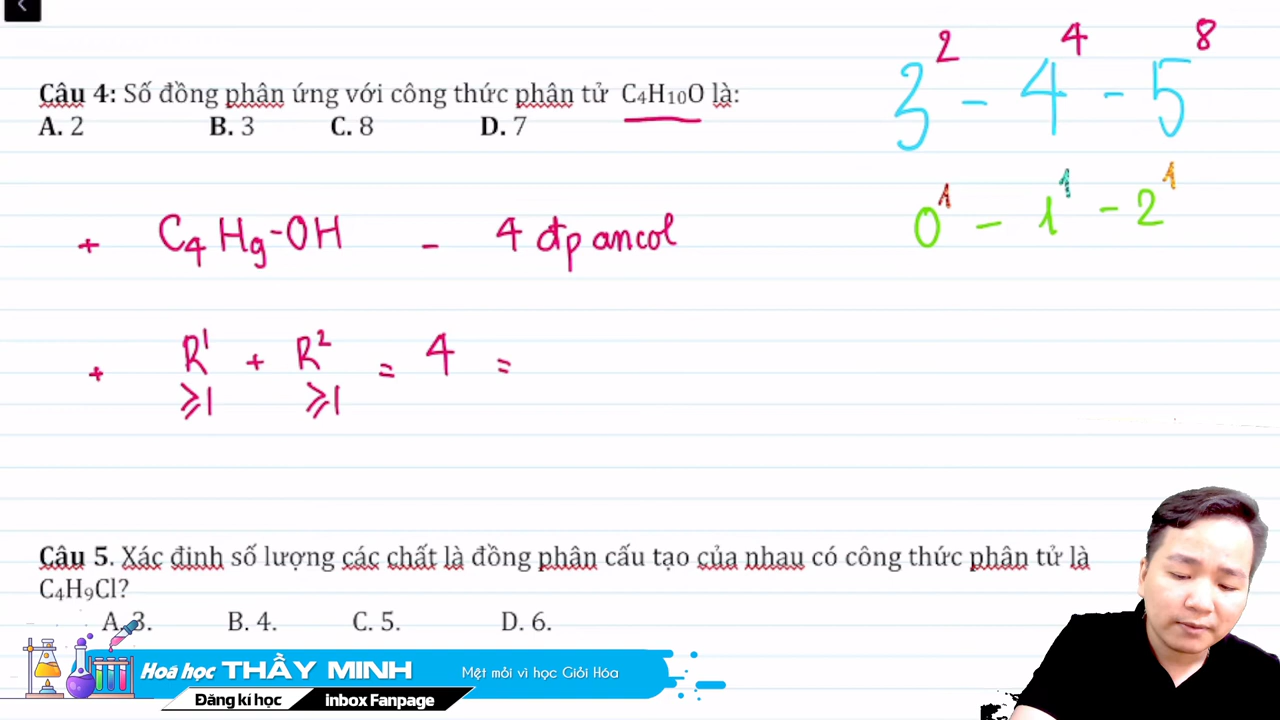 Câu 4: Số đồng phân ứng với công thức phân tử C₄H₁₀O là:
A. 2 B. 3 C. 8 D. 7
3² - 4⁴ - 5⁸
0¹ - 1¹ - 2¹
+ C₄H₉-OH - 4 đp ancol
+ R¹ + R² = 4 =
≥1 ≥1
Câu 5. Xác định số lượng các chất là đồng phân cấu tạo của nhau có công thức phân tử là
C₄H₉Cl?
A. 3. B. 4. C. 5. D. 6.
Hoá học THẦY MINH
Mệt mỏi vì học Giỏi Hóa
Đăng kí học inbox Fanpage